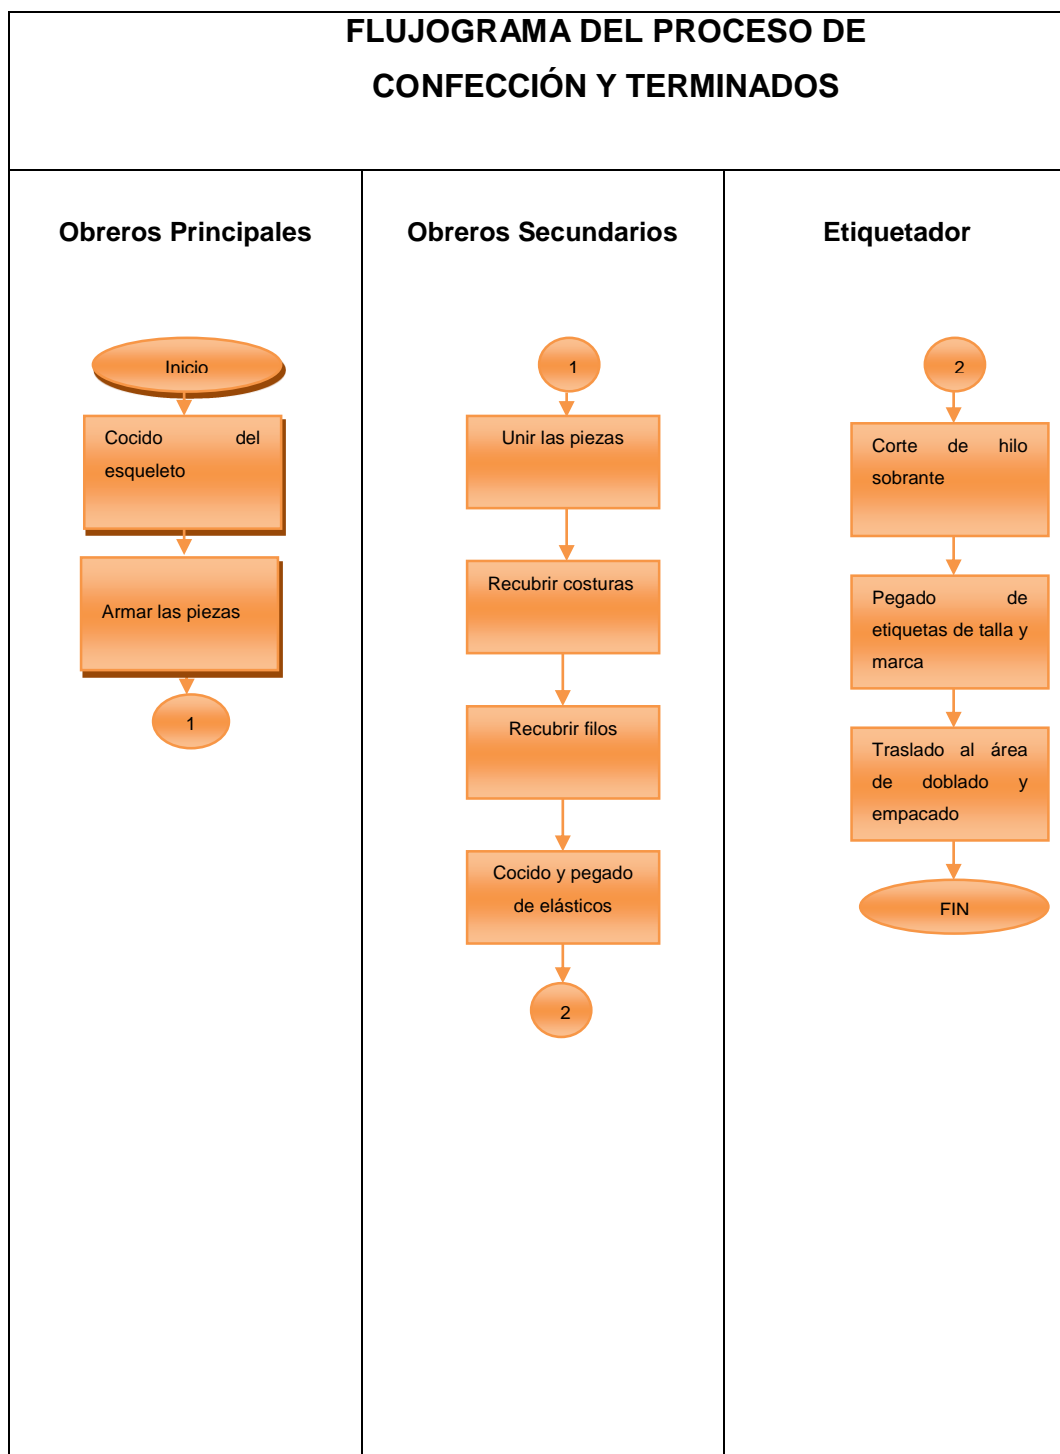 FLUJOGRAMA DEL PROCESO DE
CONFECCIÓN Y TERMINADOS
Obreros Principales
Inicio
Cocido del
esqueleto
Armar las piezas
1
Obreros Secundarios
1
Unir las piezas
Recubrir costuras
Recubrir filos
Cocido y pegado
de elásticos
2
Etiquetador
2
Corte de hilo
sobrante
Pegado de
etiquetas de talla y
marca
Traslado al área
de doblado y
empacado
FIN